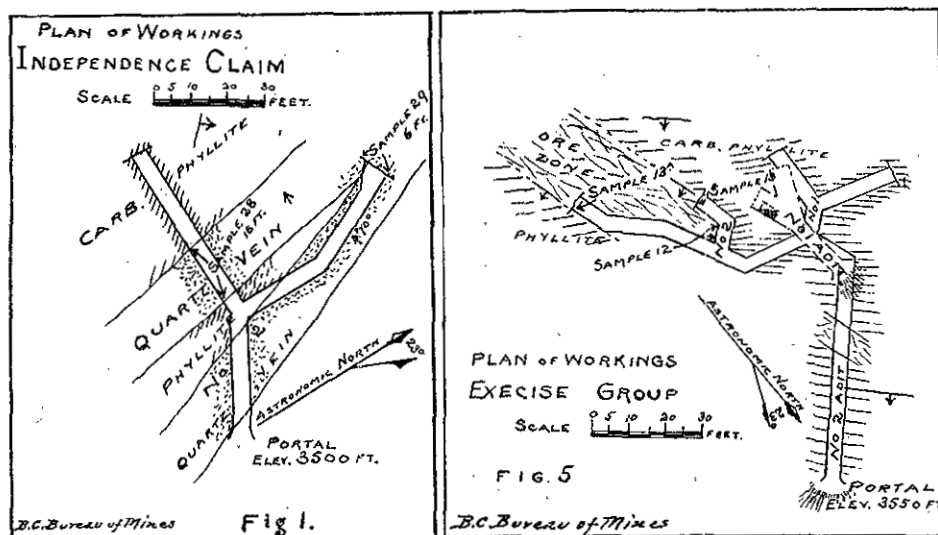 PLAN OF WORKINGS
INDEPENDENCE CLAIM
SCALE 0 5 10 20 30 FEET.
SAMPLE 29
6 FT.
PHYLLITE
CARB
SAMPLE 28
15 FT.
VEIN
QUARTZ
PHYLLITE
No. 2
ADIT
QUARTZ VEIN
ASTRONOMIC NORTH
23°
PORTAL
ELEV. 3500 FT.
B.C. Bureau of Mines
Fig 1.
ORE
ZONE
CARB. PHYLLITE
SAMPLE 13
SAMPLE 12
PHYLLITE
No. 2 ADIT
ASTRONOMIC NORTH
23°
PLAN OF WORKINGS
EXECISE GROUP
SCALE 0 5 10 20 30 FEET.
FIG. 5
PORTAL
ELEV. 3550 FT.
B.C. Bureau of Mines